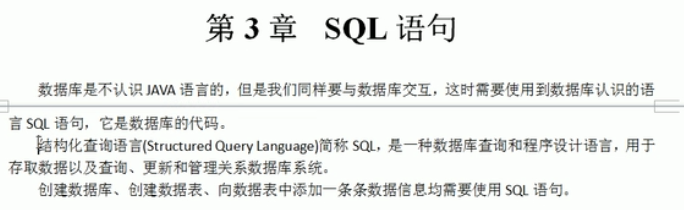 第 3 章 SQL 语句
数据库是不认识 JAVA 语言的，但是我们同样要与数据库交互，这时需要使用到数据库认识的语
言 SQL 语句，它是数据库的代码。
结构化查询语言(Structured Query Language)简称 SQL，是一种数据库查询和程序设计语言，用于
存取数据以及查询、更新和管理关系数据库系统。
创建数据库、创建数据表、向数据表中添加一条条数据信息均需要使用 SQL 语句。